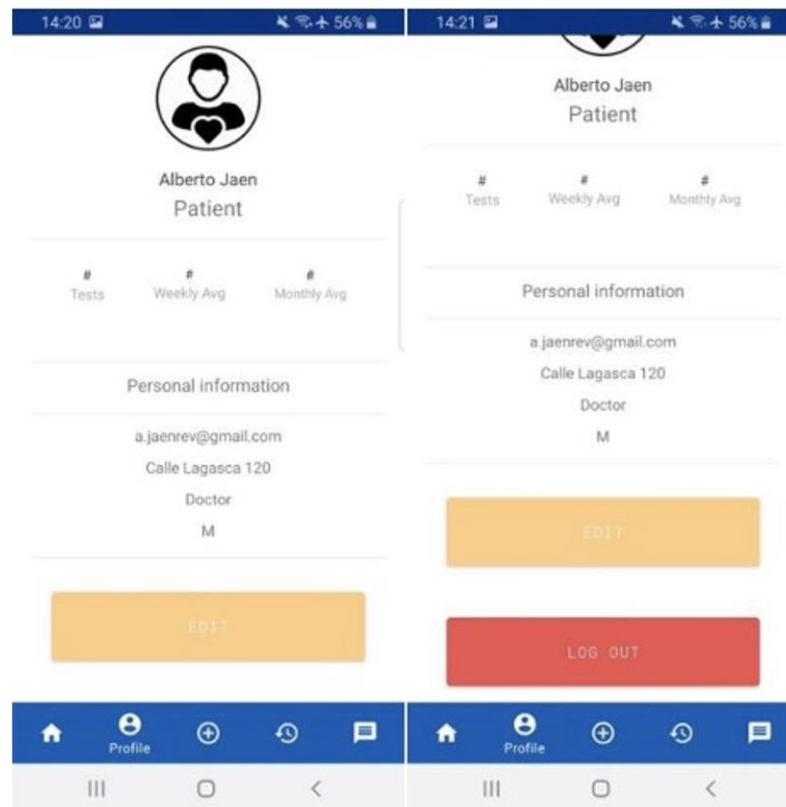 14:20 56%
Alberto Jaen
Patient
# # #
Tests Weekly Avg Monthly Avg
Personal information
a.jaenrev@gmail.com
Calle Lagasca 120
Doctor
M
EDIT
Profile
14:21 56%
Alberto Jaen
Patient
# # #
Tests Weekly Avg Monthly Avg
Personal information
a.jaenrev@gmail.com
Calle Lagasca 120
Doctor
M
EDIT
LOG OUT
Profile